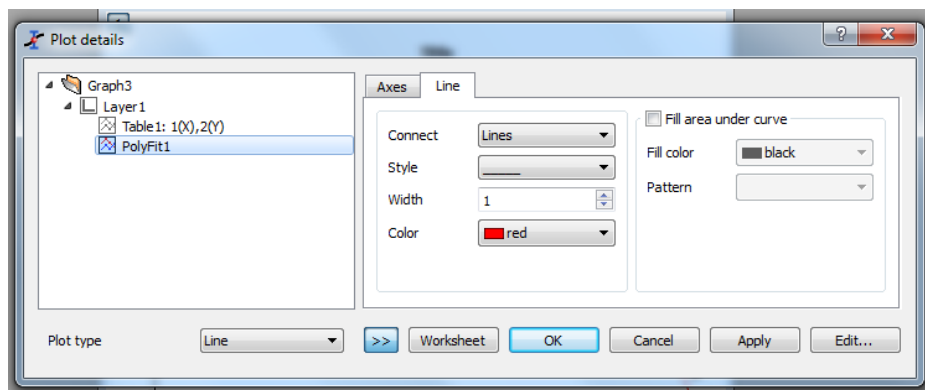 Plot details
?
Graph3
Layer1
Table1: 1(X),2(Y)
PolyFit1
Axes
Line
Connect
Lines
Style
Width
1
Color
red
Fill area under curve
Fill color
black
Pattern
Plot type
Line
>>
Worksheet
OK
Cancel
Apply
Edit...